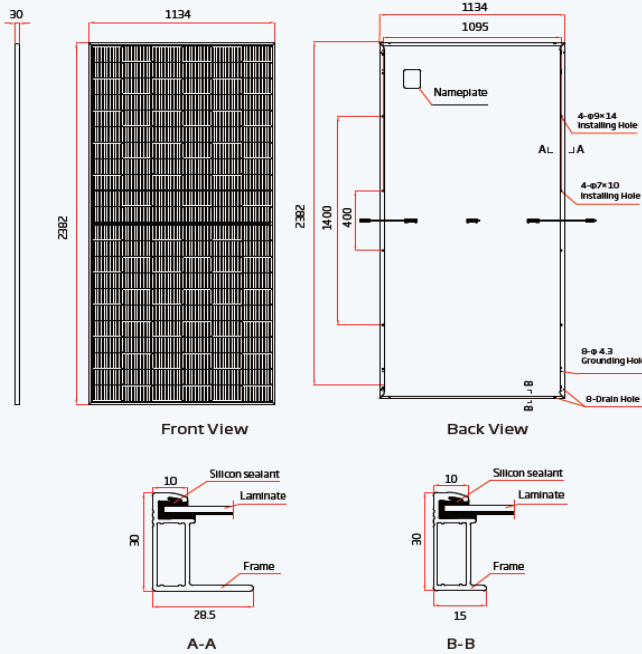 30
1134
2382
Front View
1134
1095
Nameplate
4-φ9×14
Installing Hole
A A
4-φ7×10
Installing Hole
2382
1400
400
8-φ 4.3
Grounding Hole
B
B
8-Drain Hole
Back View
10
Silicon sealant
Laminate
30
Frame
28.5
A-A
10
Silicon sealant
Laminate
30
Frame
15
B-B